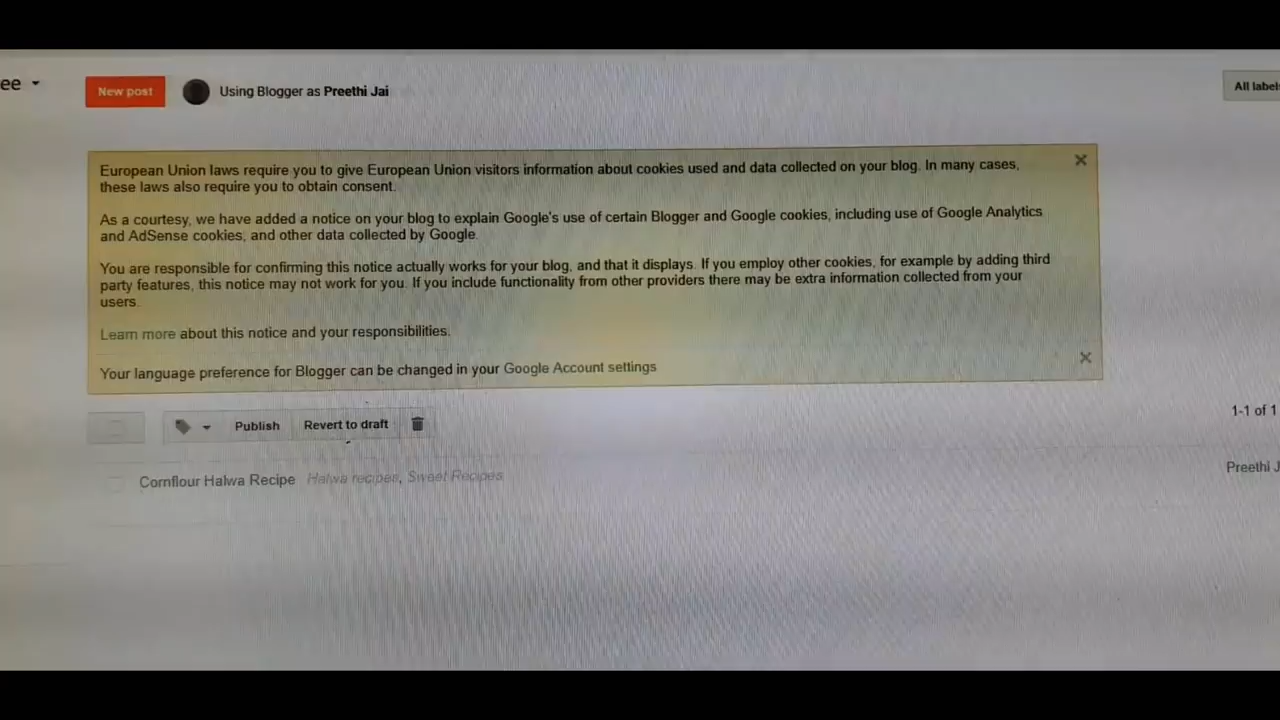 ee
New post
Using Blogger as Preethi Jai
All labels
European Union laws require you to give European Union visitors information about cookies used and data collected on your blog. In many cases,
these laws also require you to obtain consent.
As a courtesy, we have added a notice on your blog to explain Google's use of certain Blogger and Google cookies, including use of Google Analytics
and AdSense cookies, and other data collected by Google.
You are responsible for confirming this notice actually works for your blog, and that it displays. If you employ other cookies, for example by adding third
party features, this notice may not work for you. If you include functionality from other providers there may be extra information collected from your
users.
Learn more about this notice and your responsibilities.
Your language preference for Blogger can be changed in your Google Account settings
Publish
Revert to draft
1-1 of 1
Cornflour Halwa Recipe Halwa recipes, Sweet Recipes
Preethi J